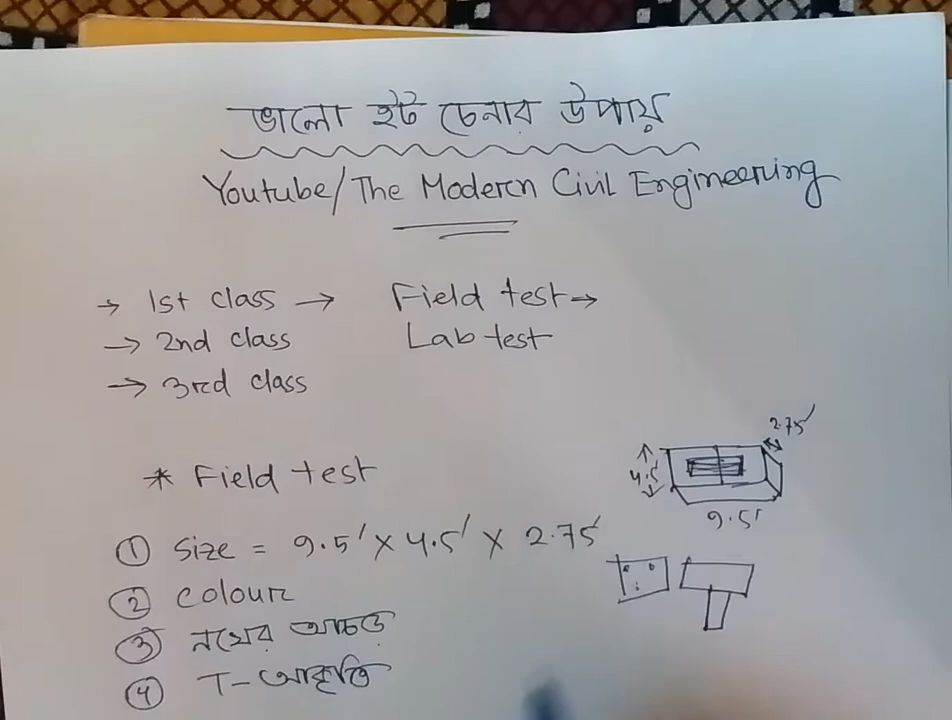 ভালো ইট চেনার উপায়
Youtube/The Modern Civil Engineering
→ 1st class → Field test→
→ 2nd class Lab test
→ 3rd class
* Field test
2.75'
4.5
9.5'
① Size = 9.5' X 4.5' X 2.75'
② colour
③ নখের আচড়
④ T-আকৃতি